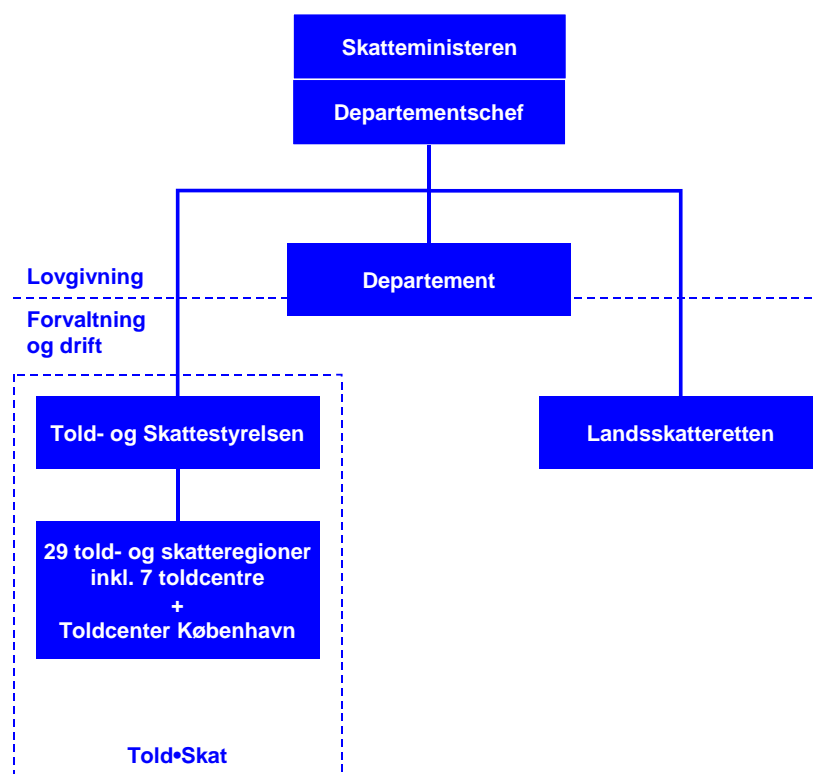 Skatteministeren
Departementschef
Departement
Lovgivning
Forvaltning
og drift
Told- og Skattestyrelsen
Landsskatteretten
29 told- og skatteregioner
inkl. 7 toldcentre
+
Toldcenter København
Told•Skat